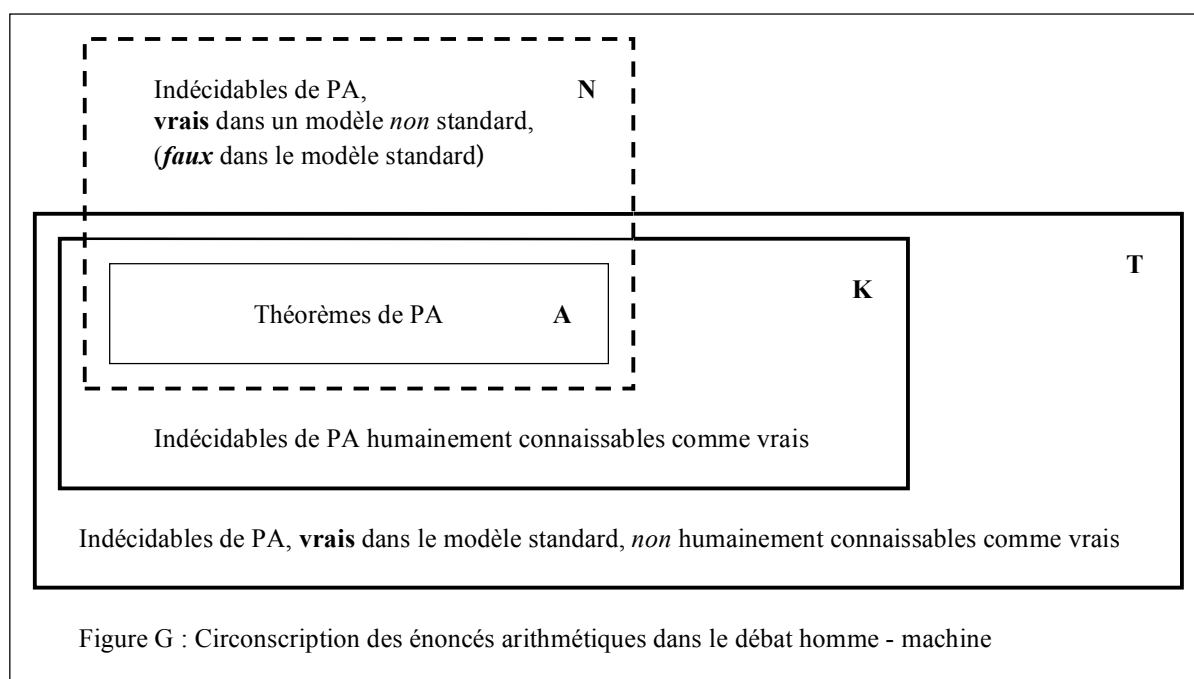 Indécidables de PA, N
vrais dans un modèle non standard,
(faux dans le modèle standard)
T
K
Théorèmes de PA A
Indécidables de PA humainement connaissables comme vrais
Indécidables de PA, vrais dans le modèle standard, non humainement connaissables comme vrais
Figure G : Circonscription des énoncés arithmétiques dans le débat homme - machine